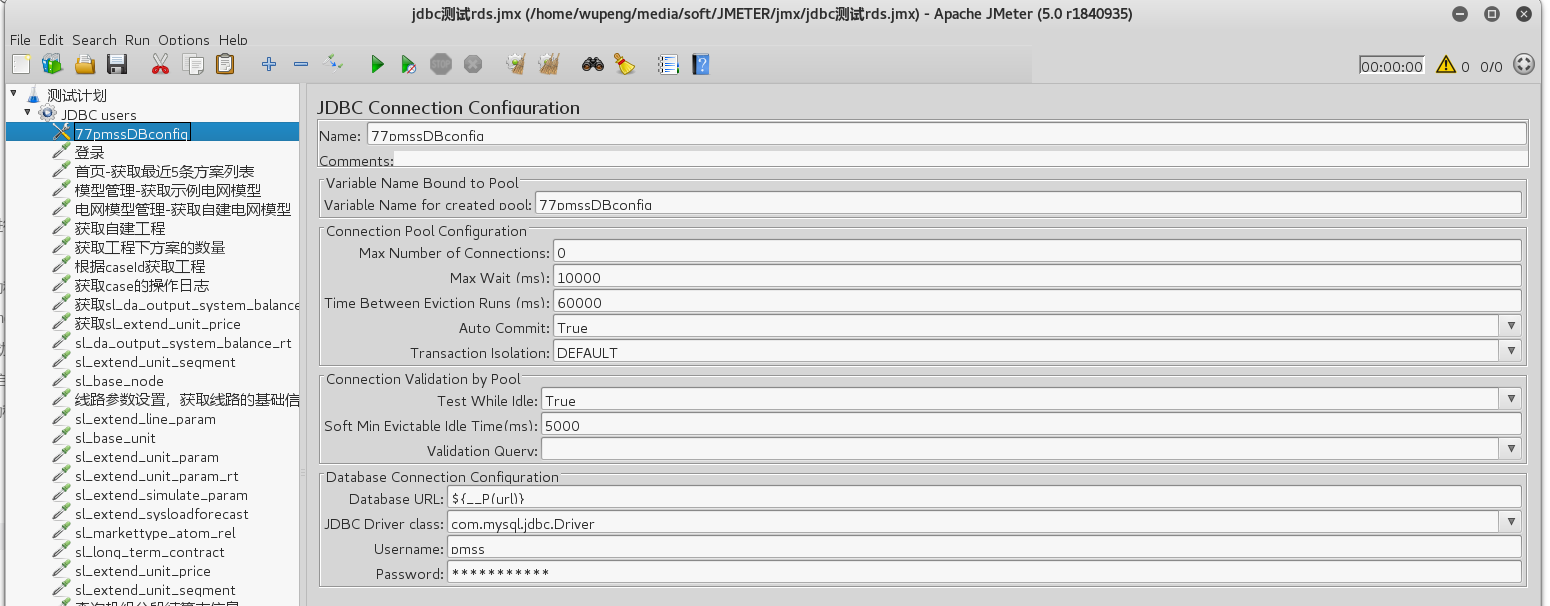 jdbc测试rds.jmx (/home/wupeng/media/soft/JMETER/jmx/jdbc测试rds.jmx) - Apache JMeter (5.0 r1840935)
File Edit Search Run Options Help
STOP
00:00:00 0 0/0
测试计划
JDBC users
77pmssDBconfig
登录
首页-获取最近5条方案列表
模型管理-获取示例电网模型
电网模型管理-获取自建电网模型
获取自建工程
获取工程下方案的数量
根据caseId获取工程
获取case的操作日志
获取sl_da_output_system_balance
获取sl_extend_unit_price
sl_da_output_system_balance_rt
sl_extend_unit_segment
sl_base_node
线路参数设置，获取线路的基础信
sl_extend_line_param
sl_base_unit
sl_extend_unit_param
sl_extend_unit_param_rt
sl_extend_simulate_param
sl_extend_sysloadforecast
sl_markettype_atom_rel
sl_long_term_contract
sl_extend_unit_price
sl_extend_unit_segment
JDBC Connection Configuration
Name: 77pmssDBconfig
Comments:
Variable Name Bound to Pool
Variable Name for created pool: 77pmssDBconfig
Connection Pool Configuration
Max Number of Connections: 0
Max Wait (ms): 10000
Time Between Eviction Runs (ms): 60000
Auto Commit: True
Transaction Isolation: DEFAULT
Connection Validation by Pool
Test While Idle: True
Soft Min Evictable Idle Time(ms): 5000
Validation Query:
Database Connection Configuration
Database URL: ${__P(url)}
JDBC Driver class: com.mysql.jdbc.Driver
Username: pmss
Password: ***********